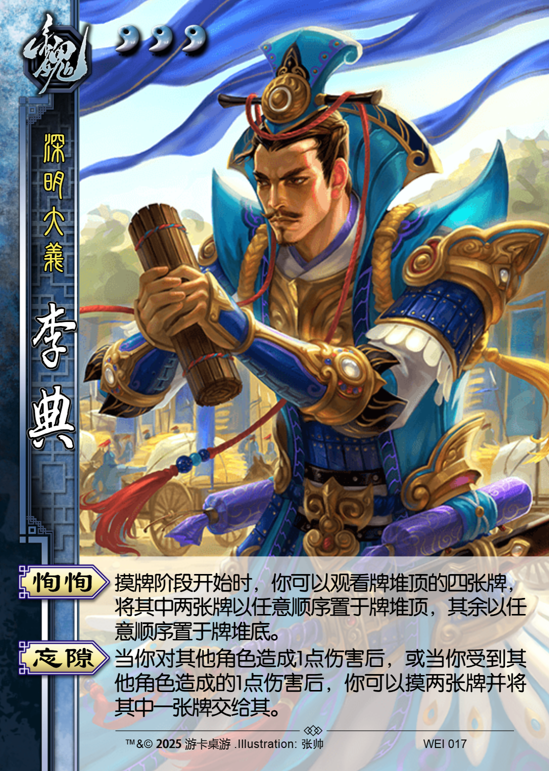 魏
深明大義
李典
恂恂
摸牌阶段开始时，你可以观看牌堆顶的四张牌，
将其中两张牌以任意顺序置于牌堆顶，其余以任
意顺序置于牌堆底。
忘隙
当你对其他角色造成1点伤害后，或当你受到其
他角色造成的1点伤害后，你可以摸两张牌并将
其中一张牌交给其。
™&© 2025 游卡桌游 .Illustration: 张帅
WEI 017